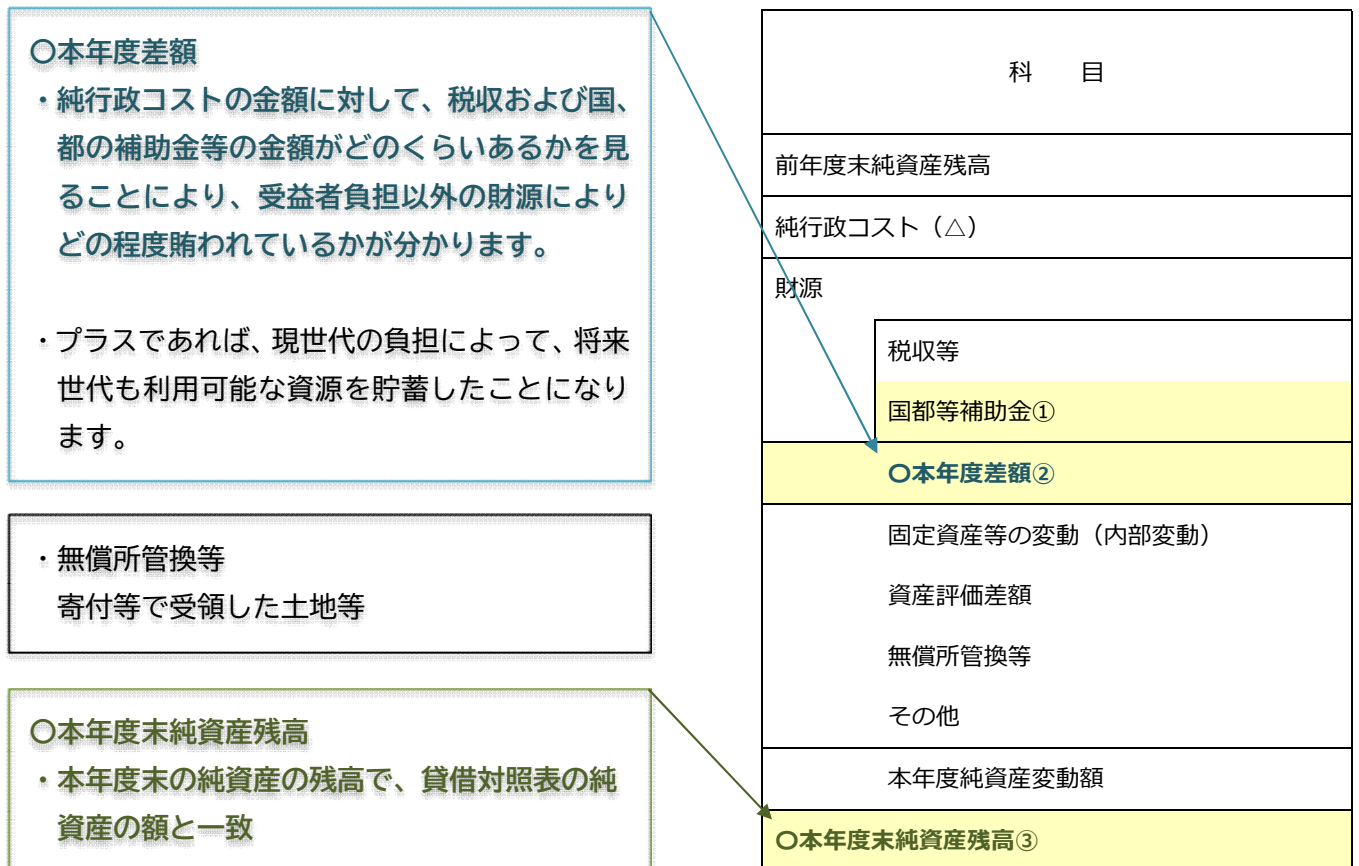 〇本年度差額
・純行政コストの金額に対して、税収および国、
都の補助金等の金額がどのくらいあるかを見
ることにより、受益者負担以外の財源により
どの程度賄われているかが分かります。
・プラスであれば、現世代の負担によって、将来
世代も利用可能な資源を貯蓄したことになり
ます。
・無償所管換等
寄付等で受領した土地等
〇本年度末純資産残高
・本年度末の純資産の残高で、貸借対照表の純
資産の額と一致
科　目
前年度末純資産残高
純行政コスト（△）
財源
税収等
国都等補助金①
〇本年度差額②
固定資産等の変動（内部変動）
資産評価差額
無償所管換等
その他
本年度純資産変動額
〇本年度末純資産残高③